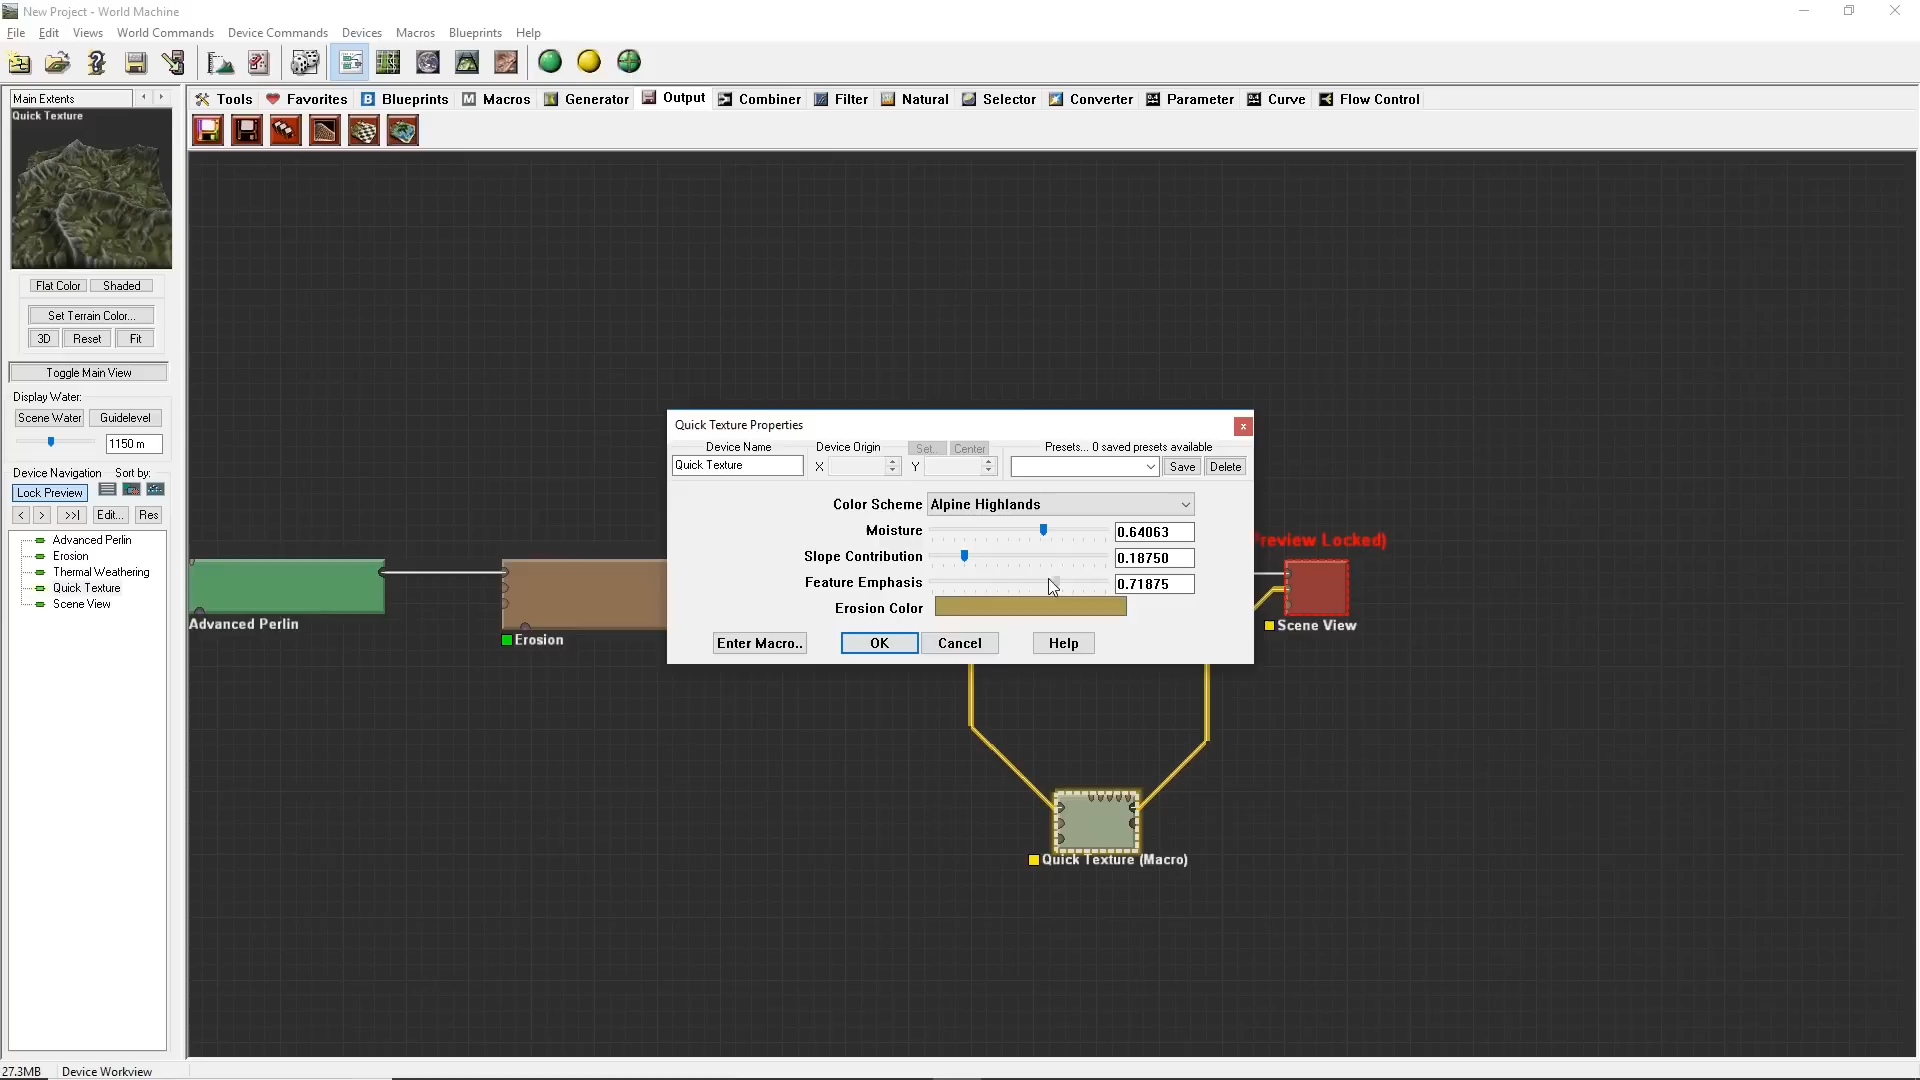 New Project - World Machine
File Edit Views World Commands Device Commands Devices Macros Blueprints Help
Main Extents
Quick Texture
Tools Favorites B Blueprints M Macros Generator Output Combiner Filter Natural Selector Converter Parameter Curve Flow Control
Flat Color Shaded
Set Terrain Color...
3D Reset Fit
Toggle Main View
Display Water:
Scene Water Guidelevel
1150 m
Device Navigation Sort by:
Lock Preview
< > >>| Edit... Res
Advanced Perlin
Erosion
Thermal Weathering
Quick Texture
Scene View
Advanced Perlin
Erosion
Quick Texture Properties
x
Device Name Device Origin Set.. Center Presets... 0 saved presets available
Quick Texture X Y Save Delete
Color Scheme Alpine Highlands
Moisture 0.64063
Slope Contribution 0.18750
Feature Emphasis 0.71875
Erosion Color
Enter Macro.. OK Cancel Help
review Locked)
Scene View
Quick Texture (Macro)
27.3MB Device Workview